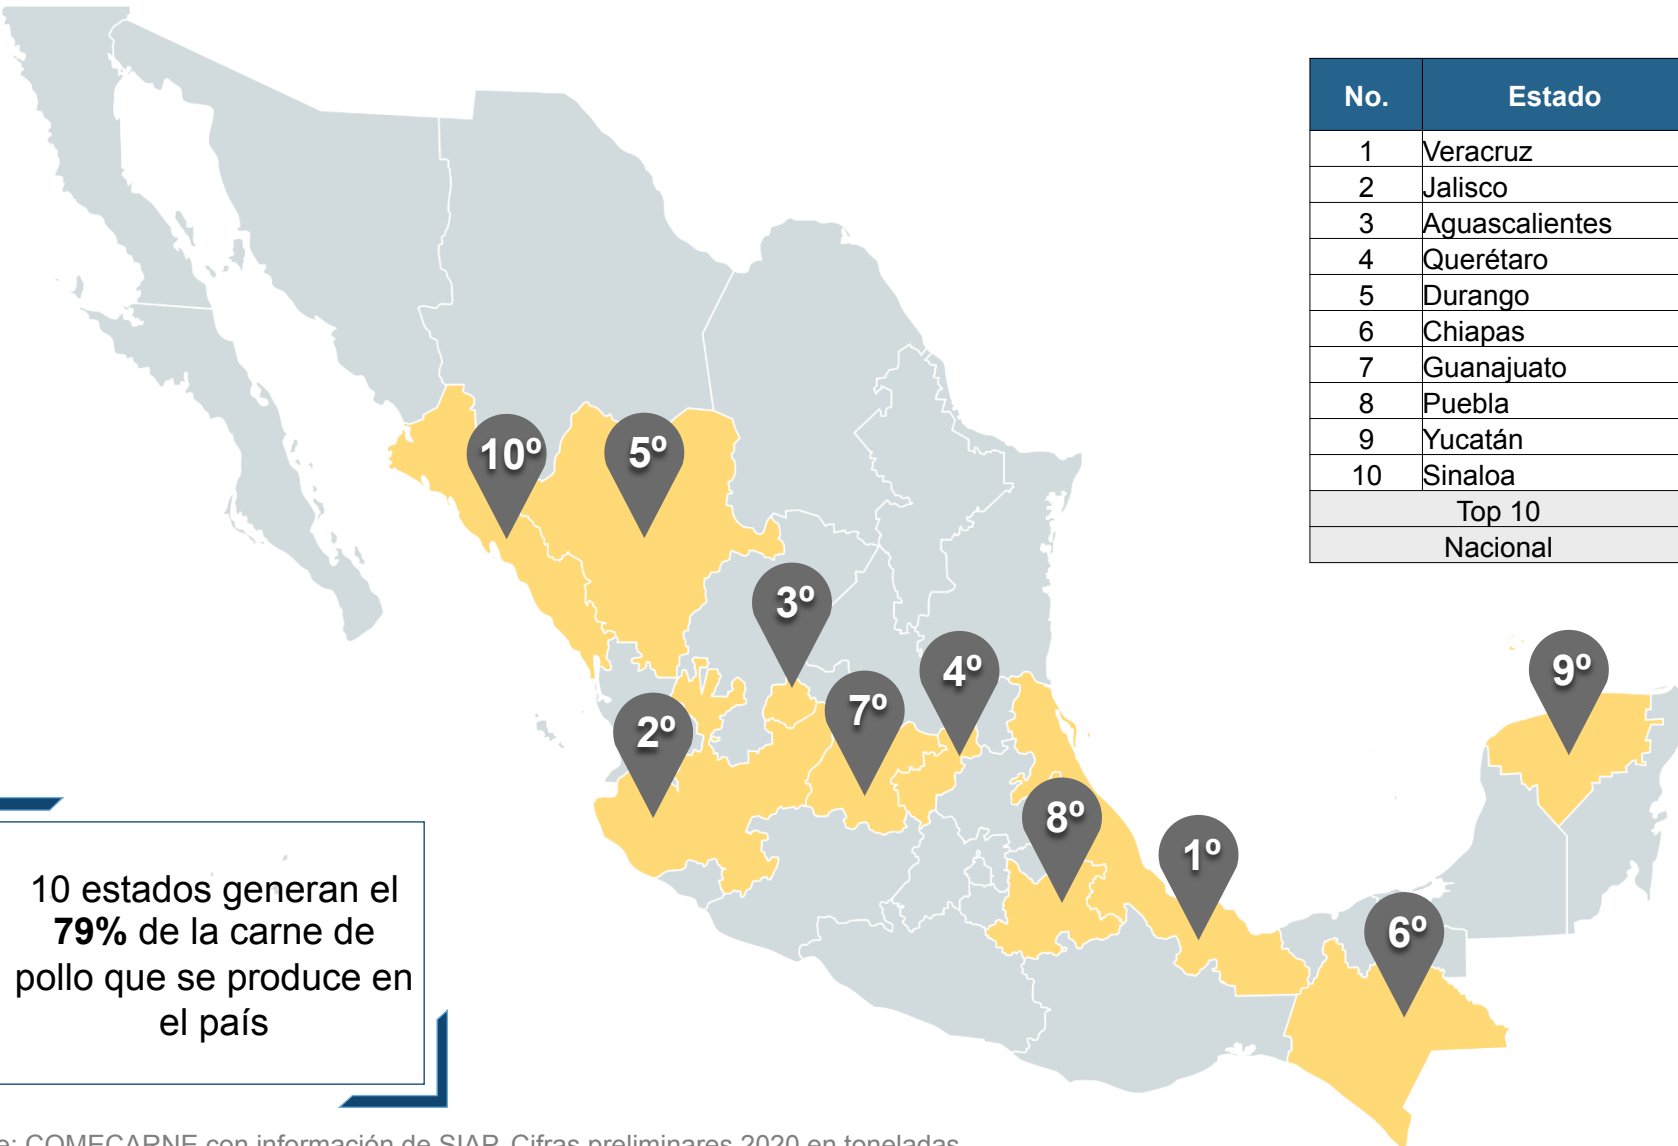 No. Estado
1 Veracruz
2 Jalisco
3 Aguascalientes
4 Querétaro
5 Durango
6 Chiapas
7 Guanajuato
8 Puebla
9 Yucatán
10 Sinaloa
Top 10
Nacional
10º
5º
3º
4º
9º
7º
2º
8º
1º
6º
10 estados generan el
79% de la carne de
pollo que se produce en
el país
COMECARNE con información de SIAP. Cifras preliminares 2020 en toneladas